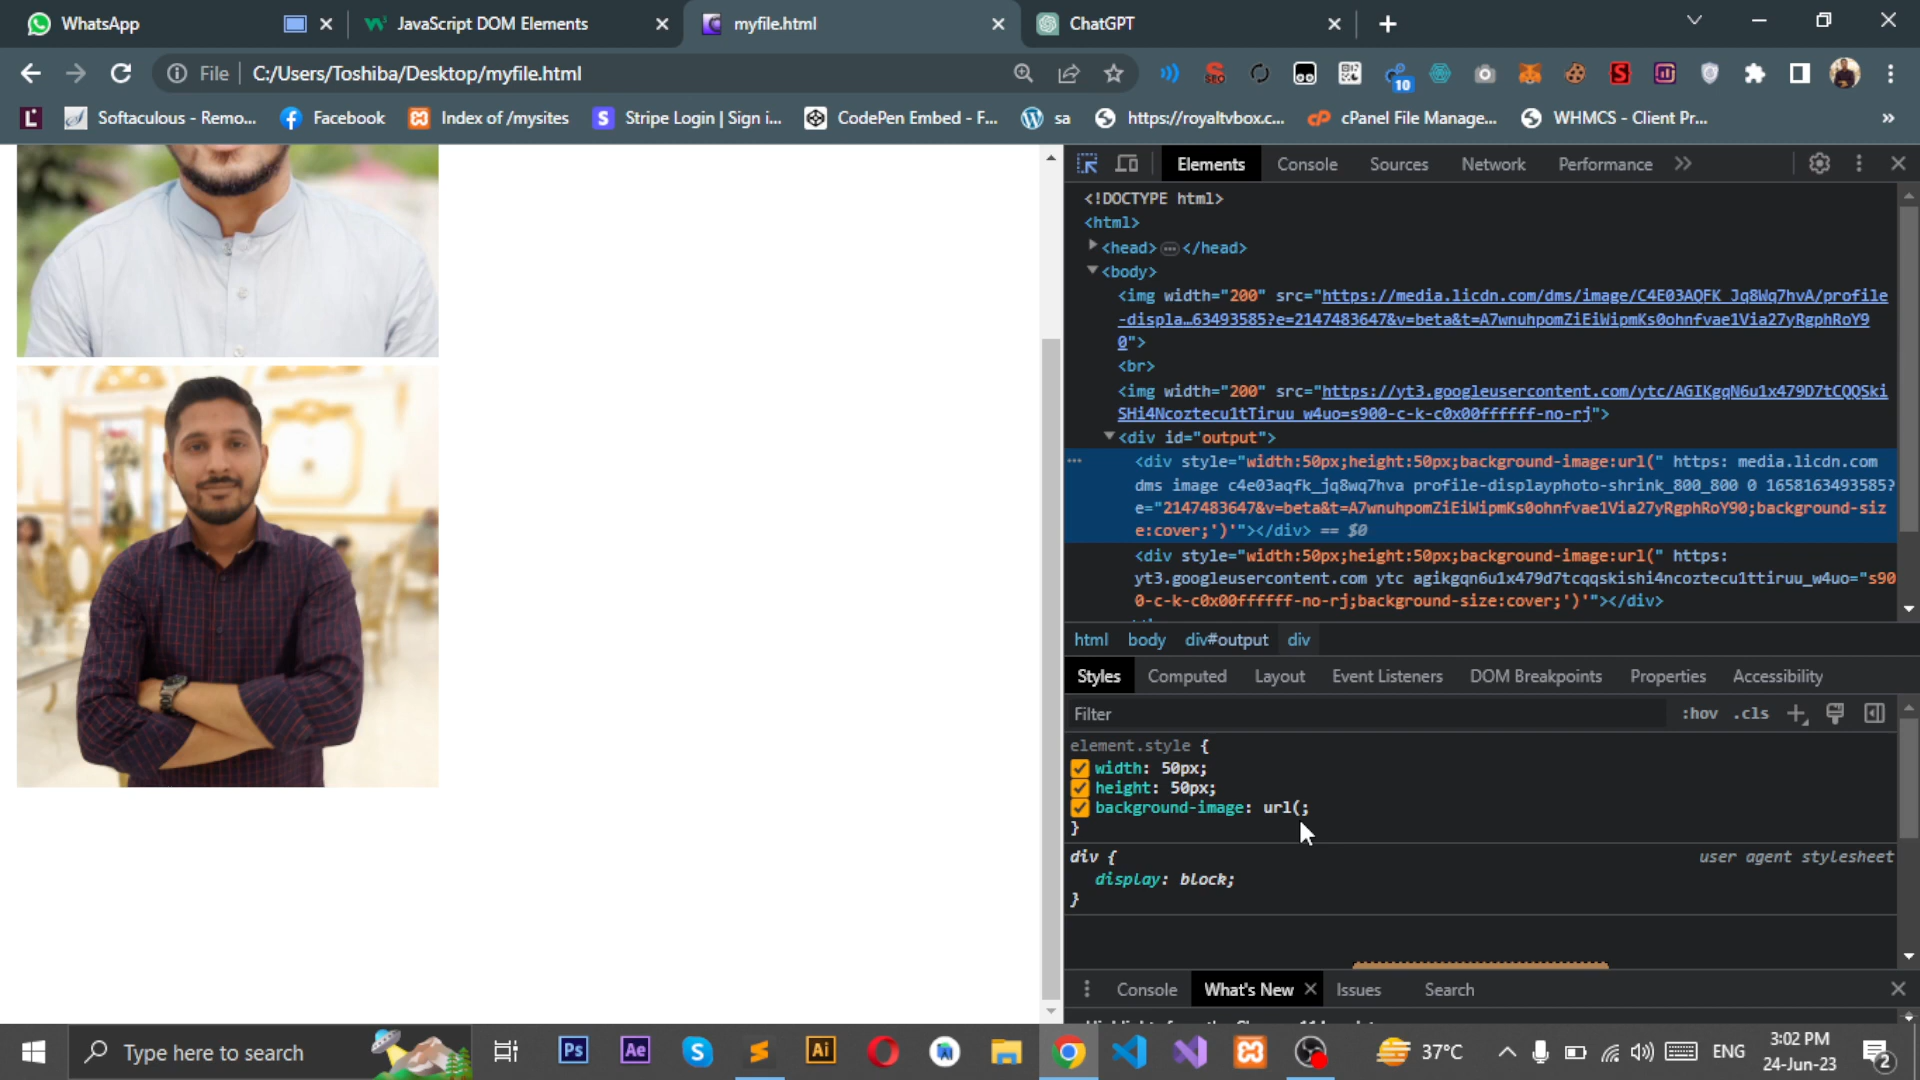 WhatsApp
JavaScript DOM Elements
myfile.html
ChatGPT
File
C:/Users/Toshiba/Desktop/myfile.html
SEO
10
Softaculous - Remo...
Facebook
Index of /mysites
Stripe Login | Sign i...
CodePen Embed - F...
sa
https://royaltvbox.c...
cPanel File Manage...
WHMCS - Client Pr...
»
Elements
Console
Sources
Network
Performance
<!DOCTYPE html>
<html>
<head> ... </head>
<body>
<img width="200" src="https://media.licdn.com/dms/image/C4E03AQFK_Jq8Wq7hvA/profile
-displa…63493585?e=2147483647&v=beta&t=A7wnuhpomZiEiWipmKs0ohnfvae1Via27yRgphRoY9
0">
<br>
<img width="200" src="https://yt3.googleusercontent.com/ytc/AGIKgqN6u1x479D7tCQQSki
SHi4Ncoztecu1tTiruu_w4uo=s900-c-k-c0x00ffffff-no-rj">
<div id="output">
<div style="width:50px;height:50px;background-image:url(" https: media.licdn.com
dms image c4e03aqfk_jq8wq7hva profile-displayphoto-shrink_800_800 0 1658163493585?
e="2147483647&v=beta&t=A7wnuhpomZiEiWipmKs0ohnfvae1Via27yRgphRoY90;background-siz
e:cover;')'"></div> == $0
<div style="width:50px;height:50px;background-image:url(" https:
yt3.googleusercontent.com ytc agikgqn6u1x479d7tcqqskishi4ncoztecu1ttiruu_w4uo="s90
0-c-k-c0x00ffffff-no-rj;background-size:cover;')'"></div>
html
body
div#output
div
Styles
Computed
Layout
Event Listeners
DOM Breakpoints
Properties
Accessibility
Filter
:hov
.cls
element.style {
width: 50px;
height: 50px;
background-image: url(;
}
div {
user agent stylesheet
display: block;
}
Console
What's New
Issues
Search
Type here to search
Ps
Ae
Ai
37°C
ENG
3:02 PM
24-Jun-23
2